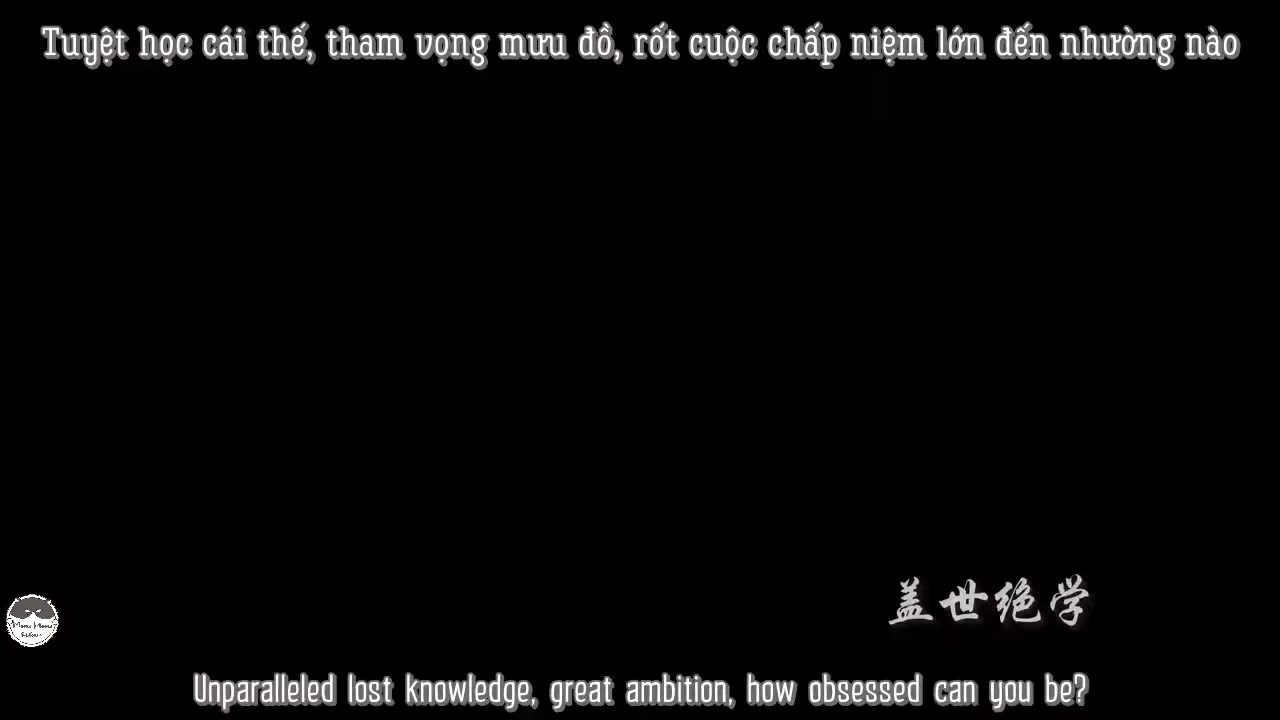 Tuyệt học cái thế, tham vọng mưu đồ, rốt cuộc chấp niệm lớn đến nhường nào
盖世绝学
Unparalleled lost knowledge, great ambition, how obsessed can you be?